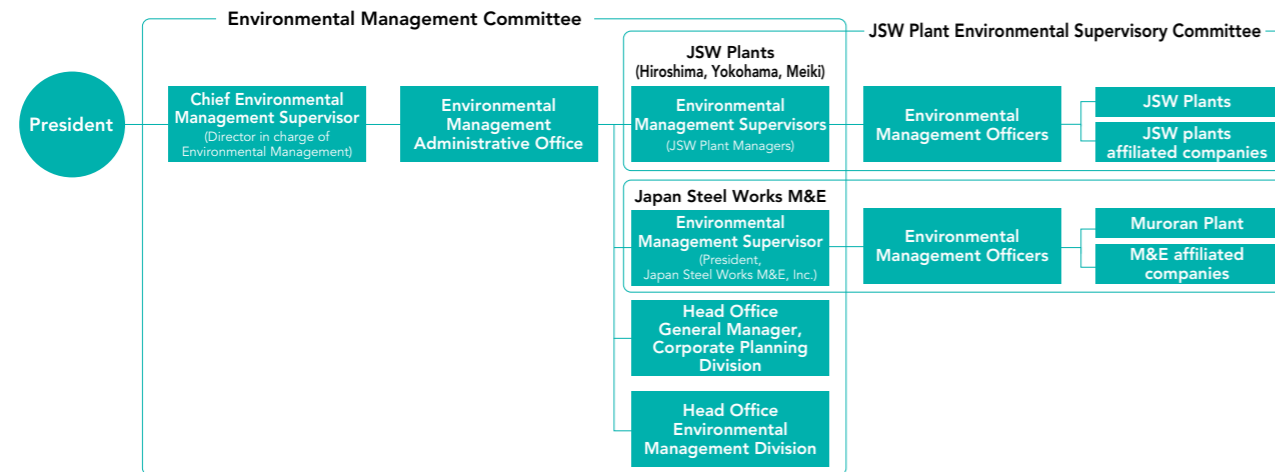 Environmental Management Committee
JSW Plant Environmental Supervisory Committee
President
Chief Environmental
Management Supervisor
(Director in charge of
Environmental Management)
Environmental
Management
Administrative Office
JSW Plants
(Hiroshima, Yokohama, Meiki)
Environmental
Management Supervisors
(JSW Plant Managers)
Environmental
Management Officers
JSW Plants
JSW plants
affiliated companies
Japan Steel Works M&E
Environmental
Management Supervisor
(President,
Japan Steel Works M&E, Inc.)
Environmental
Management Officers
Muroran Plant
M&E affiliated
companies
Head Office
General Manager,
Corporate Planning
Division
Head Office
Environmental
Management Division